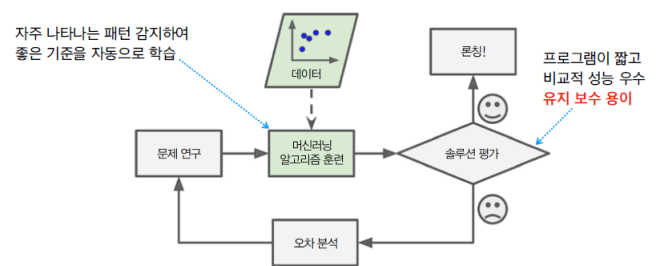 자주 나타나는 패턴 감지하여
좋은 기준을 자동으로 학습
데이터
론칭!
프로그램이 짧고
비교적 성능 우수
유지 보수 용이
문제 연구
머신러닝
알고리즘 훈련
솔루션 평가
오차 분석